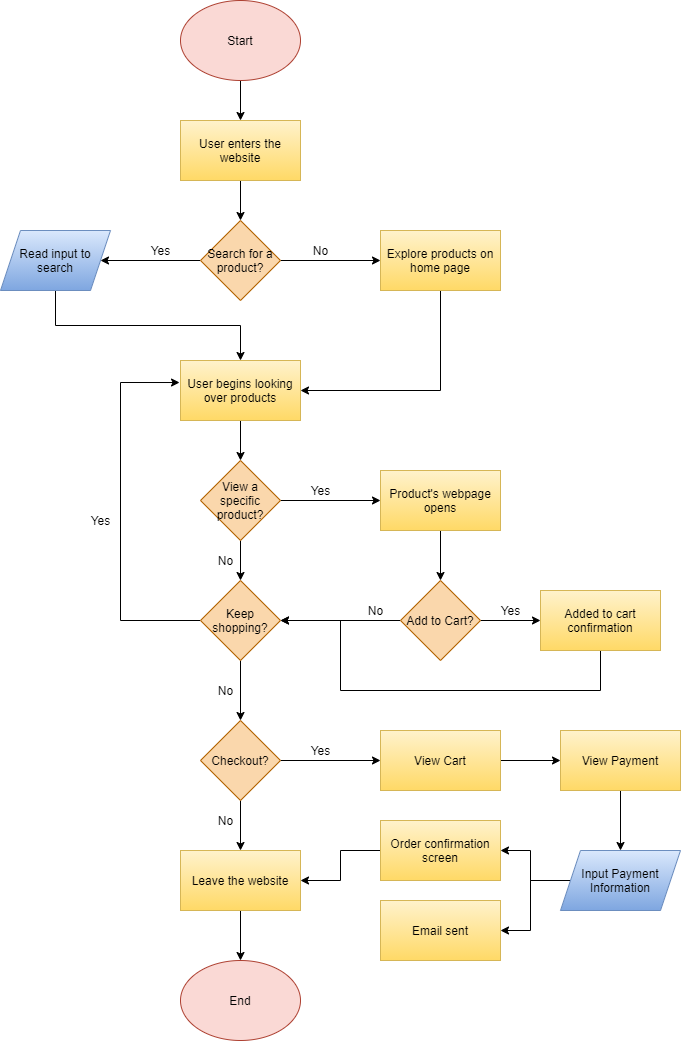 Start
User enters the
website
Yes
Search for a
product?
No
Read input to
search
Explore products on
home page
User begins looking
over products
View a
specific
product?
Yes
Product's webpage
opens
Yes
No
Keep
shopping?
No
Add to Cart?
Yes
Added to cart
confirmation
No
Checkout?
Yes
View Cart
View Payment
No
Order confirmation
screen
Leave the website
Input Payment
Information
Email sent
End